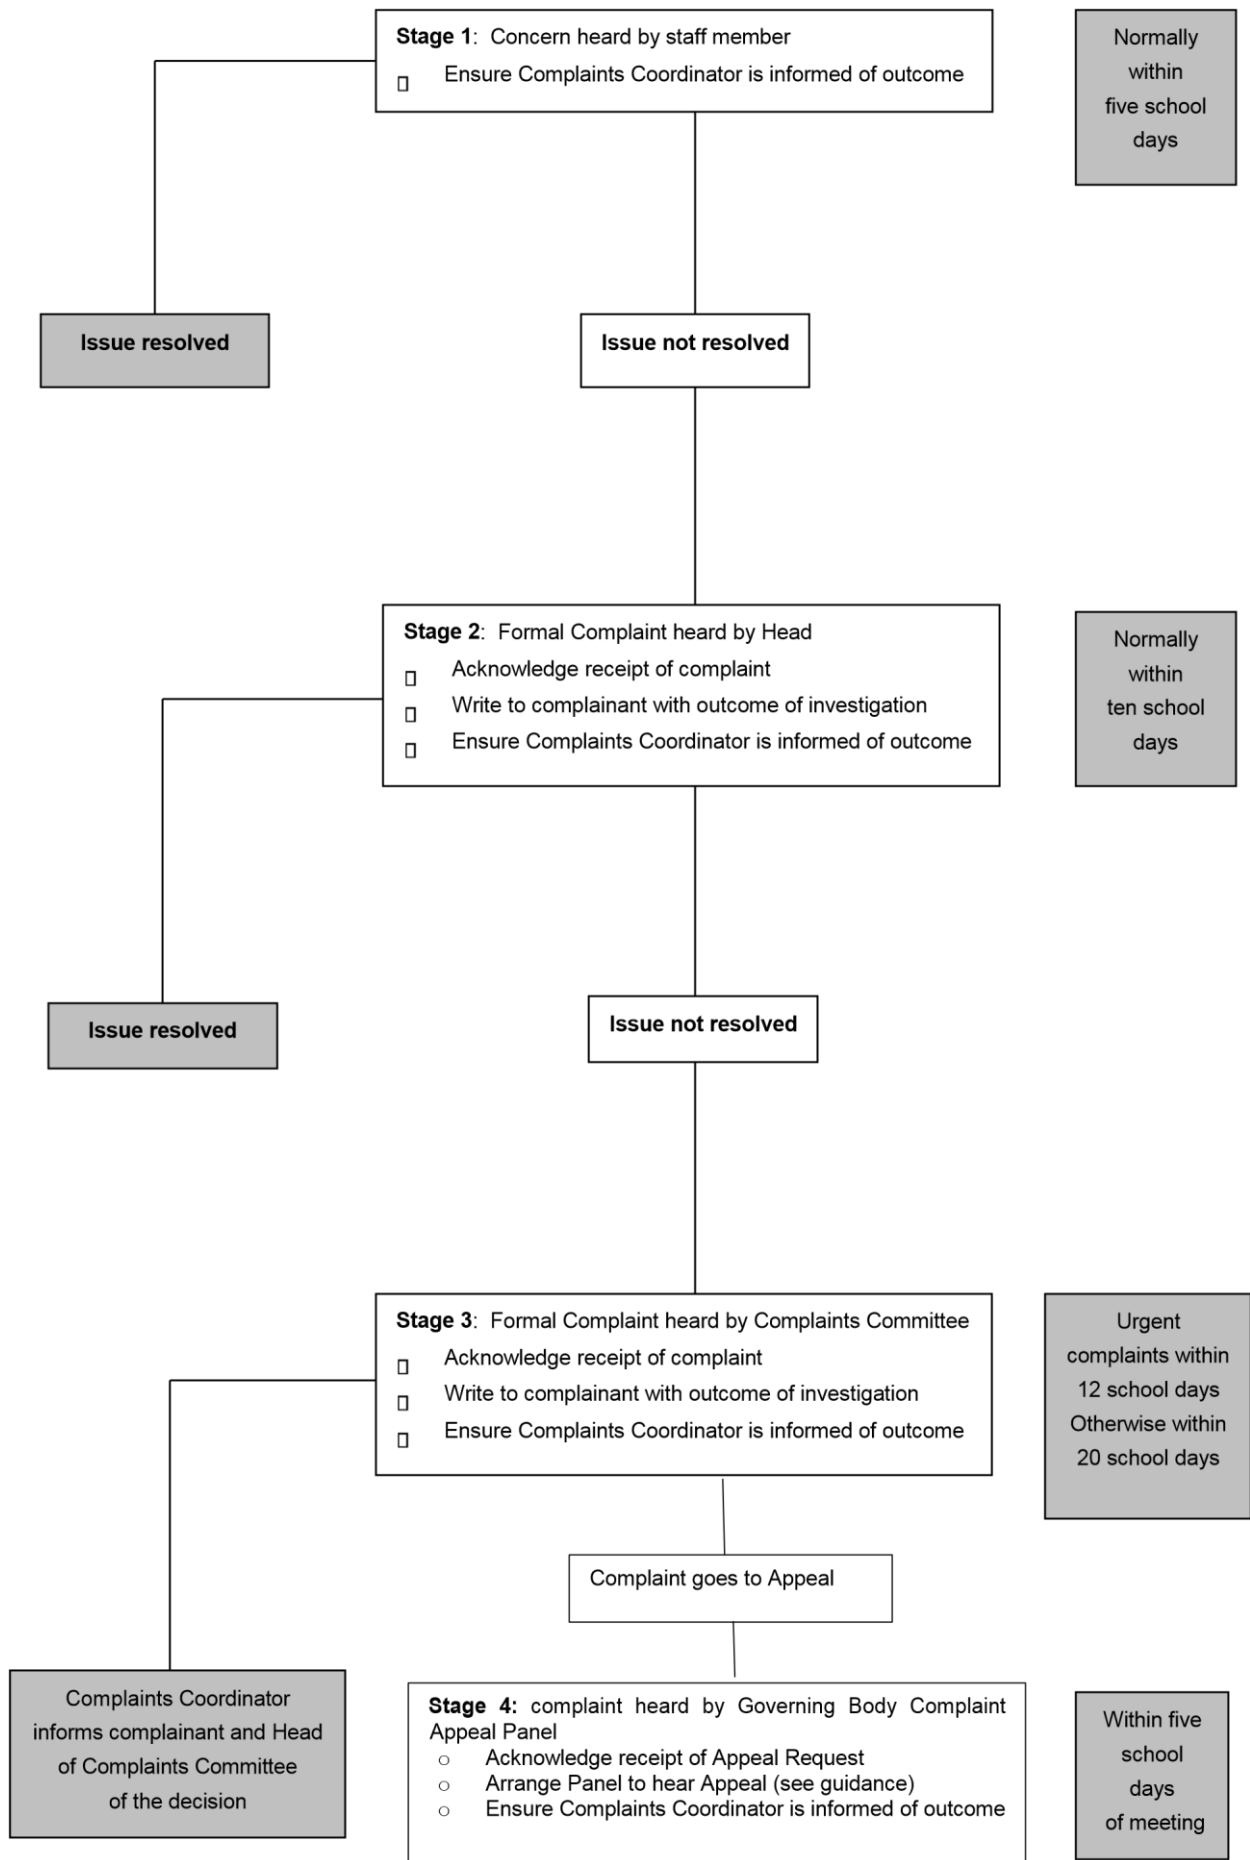 Stage 1: Concern heard by staff member
Ensure Complaints Coordinator is informed of outcome
Normally
within
five school
days
Issue resolved
Issue not resolved
Stage 2: Formal Complaint heard by Head
Acknowledge receipt of complaint
Write to complainant with outcome of investigation
Ensure Complaints Coordinator is informed of outcome
Normally
within
ten school
days
Issue resolved
Issue not resolved
Stage 3: Formal Complaint heard by Complaints Committee
Acknowledge receipt of complaint
Write to complainant with outcome of investigation
Ensure Complaints Coordinator is informed of outcome
Urgent
complaints within
12 school days
Otherwise within
20 school days
Complaint goes to Appeal
Complaints Coordinator
informs complainant and Head
of Complaints Committee
of the decision
Stage 4: complaint heard by Governing Body Complaint
Appeal Panel
○ Acknowledge receipt of Appeal Request
○ Arrange Panel to hear Appeal (see guidance)
○ Ensure Complaints Coordinator is informed of outcome
Within five
school
days
of meeting